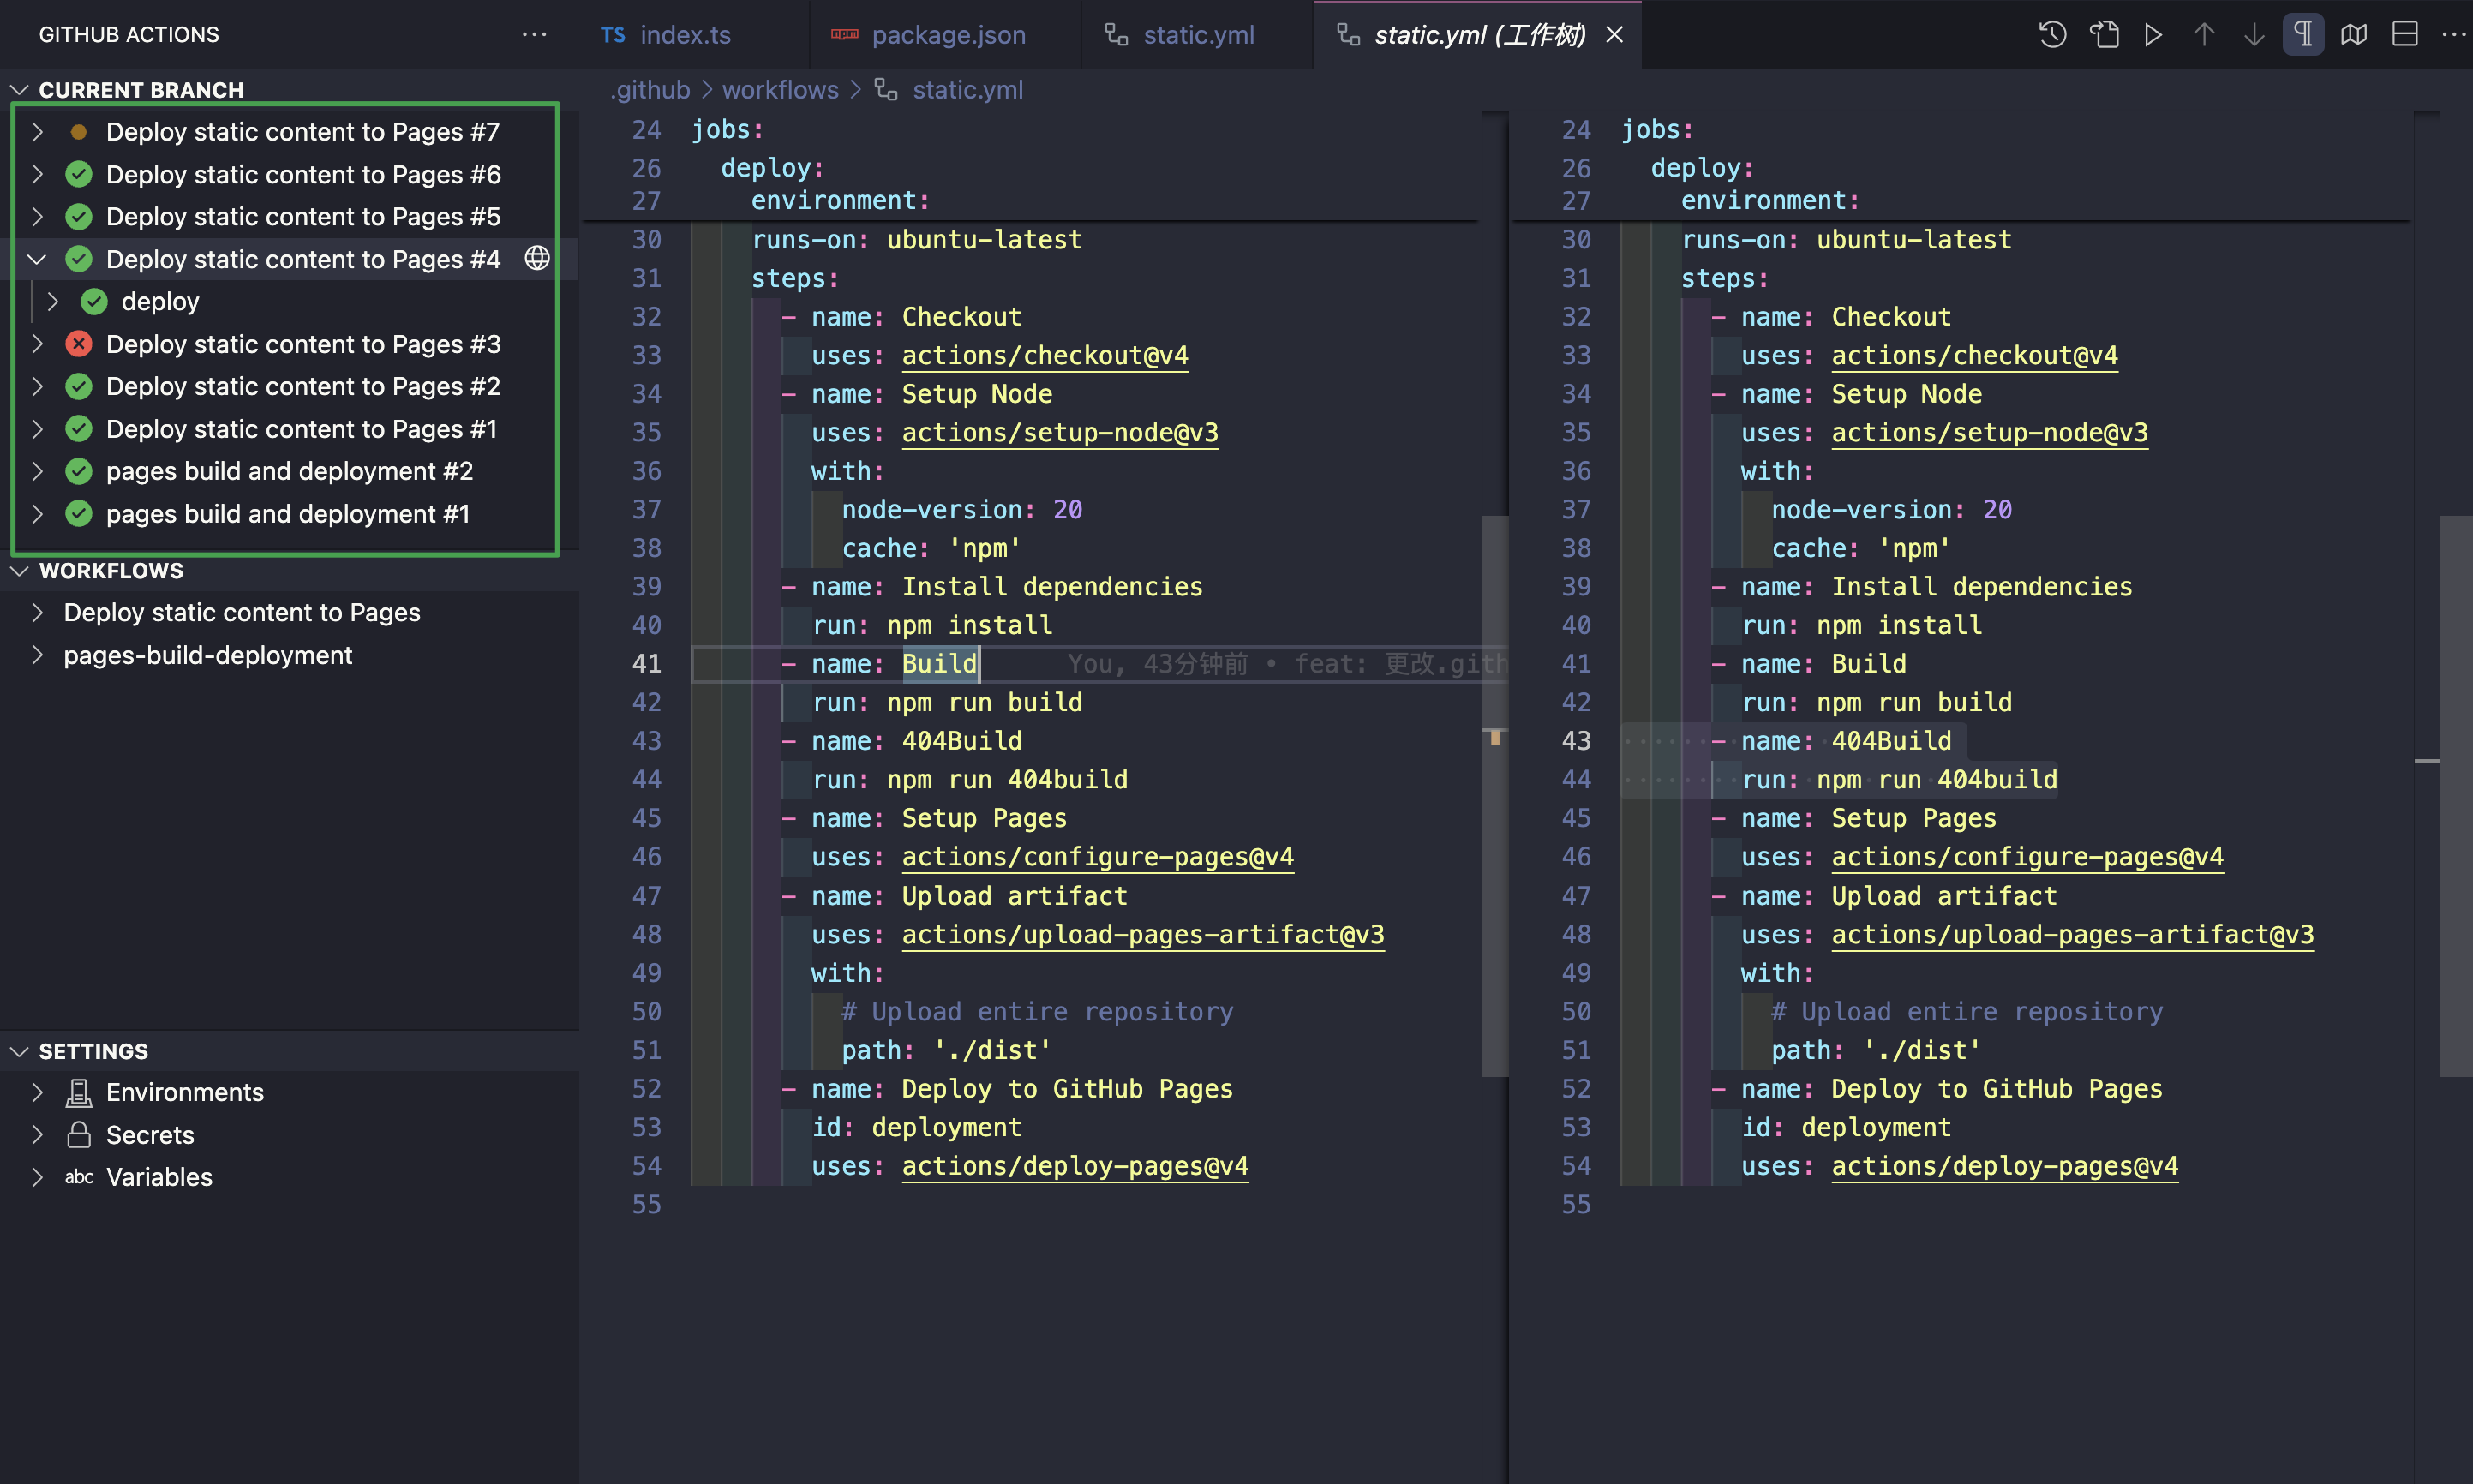 GITHUB ACTIONS
CURRENT BRANCH
Deploy static content to Pages #7
Deploy static content to Pages #6
Deploy static content to Pages #5
Deploy static content to Pages #4
deploy
Deploy static content to Pages #3
Deploy static content to Pages #2
Deploy static content to Pages #1
pages build and deployment #2
pages build and deployment #1
WORKFLOWS
Deploy static content to Pages
pages-build-deployment
SETTINGS
Environments
Secrets
abc Variables
TS index.ts
package.json
static.yml
static.yml (工作树)
.github > workflows > static.yml
24 jobs:
26 deploy:
27 environment:
30 runs-on: ubuntu-latest
31 steps:
32 - name: Checkout
33 uses: actions/checkout@v4
34 - name: Setup Node
35 uses: actions/setup-node@v3
36 with:
37 node-version: 20
38 cache: 'npm'
39 - name: Install dependencies
40 run: npm install
41 - name: Build You, 43分钟前 • feat: 更改.gith
42 run: npm run build
43 - name: 404Build
44 run: npm run 404build
45 - name: Setup Pages
46 uses: actions/configure-pages@v4
47 - name: Upload artifact
48 uses: actions/upload-pages-artifact@v3
49 with:
50 # Upload entire repository
51 path: './dist'
52 - name: Deploy to GitHub Pages
53 id: deployment
54 uses: actions/deploy-pages@v4
55
24 jobs:
26 deploy:
27 environment:
30 runs-on: ubuntu-latest
31 steps:
32 - name: Checkout
33 uses: actions/checkout@v4
34 - name: Setup Node
35 uses: actions/setup-node@v3
36 with:
37 node-version: 20
38 cache: 'npm'
39 - name: Install dependencies
40 run: npm install
41 - name: Build
42 run: npm run build
43 - name: 404Build
44 run: npm run 404build
45 - name: Setup Pages
46 uses: actions/configure-pages@v4
47 - name: Upload artifact
48 uses: actions/upload-pages-artifact@v3
49 with:
50 # Upload entire repository
51 path: './dist'
52 - name: Deploy to GitHub Pages
53 id: deployment
54 uses: actions/deploy-pages@v4
55